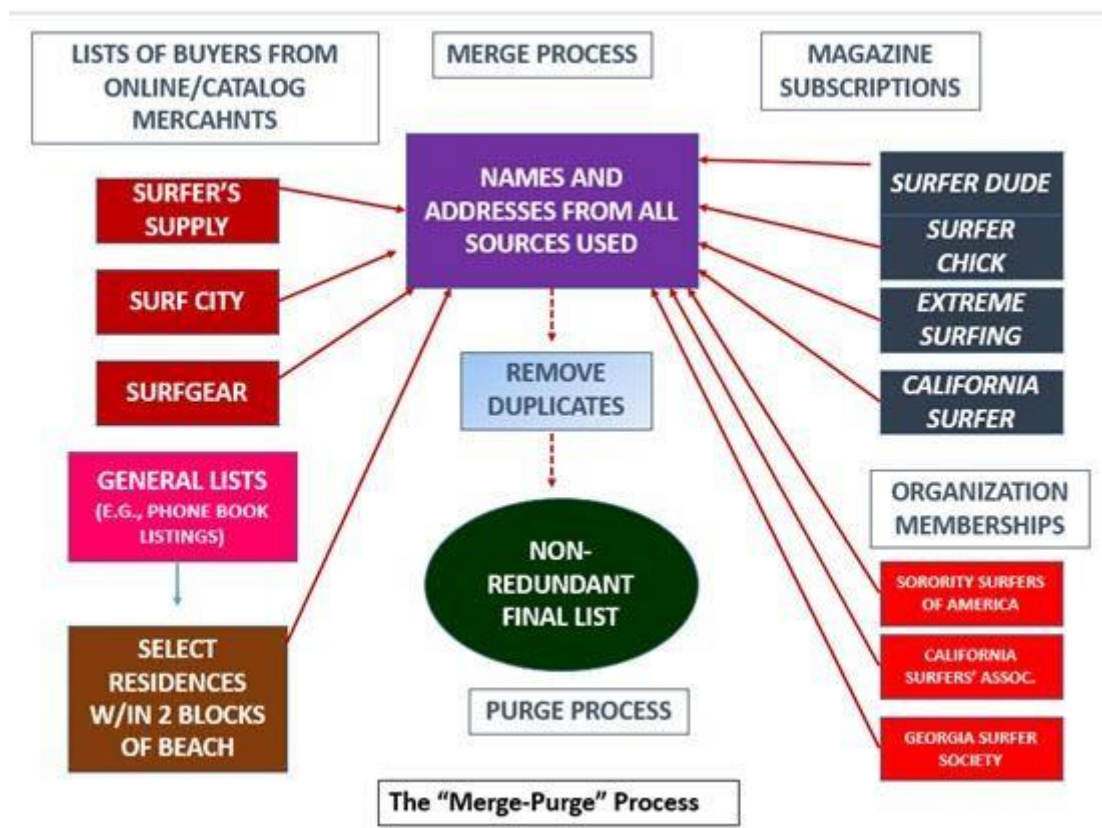 LISTS OF BUYERS FROM
ONLINE/CATALOG
MERCAHNTS
MERGE PROCESS
MAGAZINE
SUBSCRIPTIONS
SURFER'S
SUPPLY
SURF CITY
SURFGEAR
GENERAL LISTS
(E.G., PHONE BOOK
LISTINGS)
SELECT
RESIDENCES
W/IN 2 BLOCKS
OF BEACH
NAMES AND
ADDRESSES FROM ALL
SOURCES USED
REMOVE
DUPLICATES
NON-
REDUNDANT
FINAL LIST
PURGE PROCESS
SURFER DUDE
SURFER
CHICK
EXTREME
SURFING
CALIFORNIA
SURFER
ORGANIZATION
MEMBERSHIPS
SORORITY SURFERS
OF AMERICA
CALIFORNIA
SURFERS' ASSOC.
GEORGIA SURFER
SOCIETY
The “Merge-Purge” Process